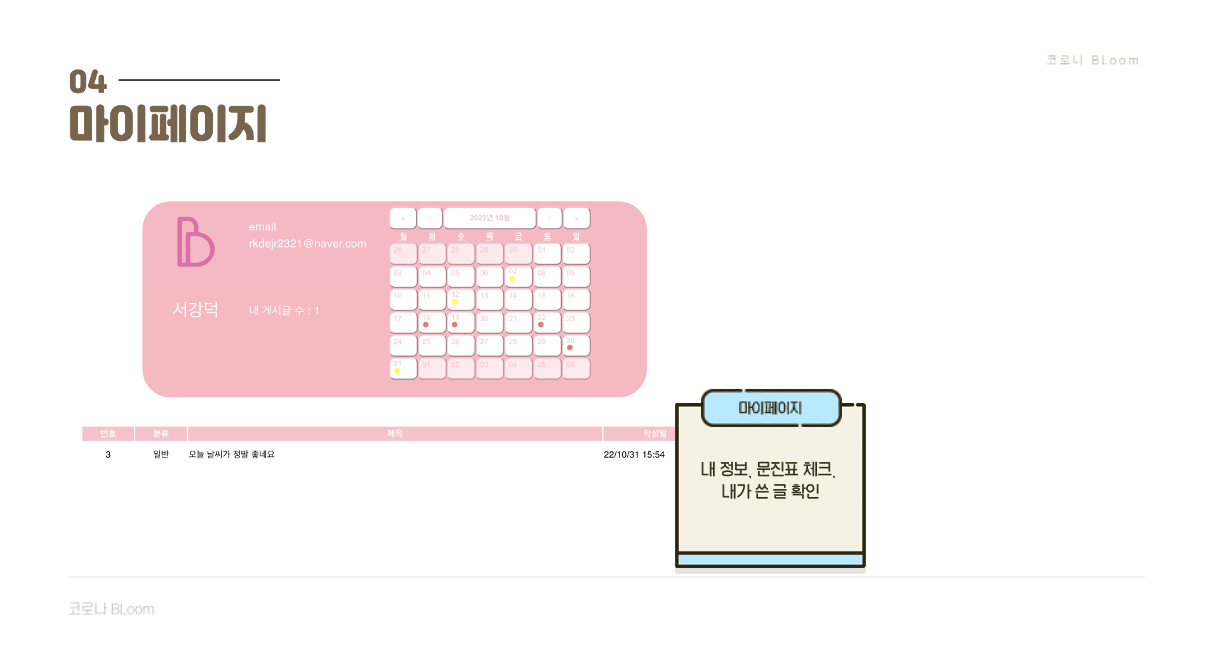 코로나 BLoom
04
마이페이지
email
rkdejr2321@naver.com
서강덕
내 게시글 수 : 1
« ‹ 2022년 10월 › »
월 화 수 목 금 토 일
26 27 28 29 30 01 02
03 04 05 06 07 08 09
10 11 12 13 14 15 16
17 18 19 20 21 22 23
24 25 26 27 28 29 30
31 01 02 03 04 05 06
번호 분류 제목 작성일
3 일반 오늘 날씨가 정말 좋네요 22/10/31 15:54
마이페이지
내 정보, 문진표 체크,
내가 쓴 글 확인
코로나 BLoom